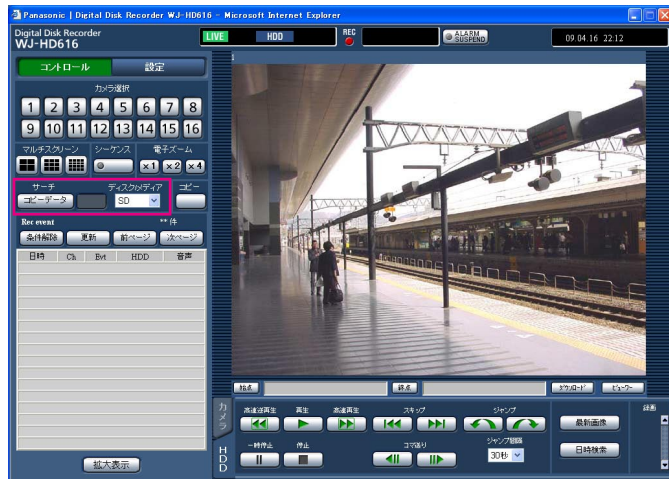 Panasonic | Digital Disk Recorder WJ-HD616 - Microsoft Internet Explorer
Digital Disk Recorder
WJ-HD616
LIVE HDD REC ALARM SUSPEND 09.04.16 22:12
コントロール 設定
カメラ選択
1 2 3 4 5 6 7 8
9 10 11 12 13 14 15 16
マルチスクリーン シーケンス 電子ズーム
x1 x2 x4
サーチ ディスク/メディア コピー
コピーデータ SD
Rec event ** 件
条件解除 更新 前ページ 次ページ
日時 Ch Evt HDD 音声
拡大表示
1
始点 終点 ダウンロード ビューワー
カメラ
HDD
高速逆再生 再生 高速再生 スキップ ジャンプ
最新画像
一時停止 停止 コマ送り ジャンプ間隔
30秒
日時検索
録画